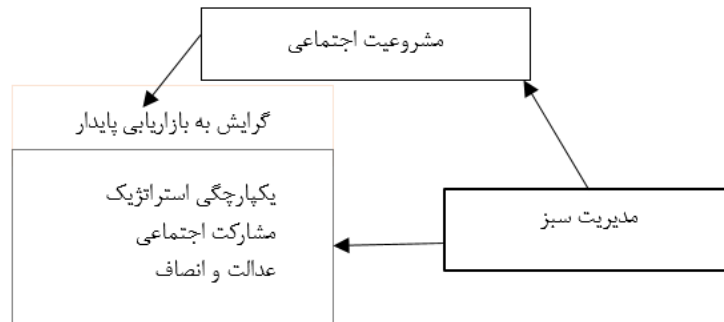 مشروعیت اجتماعی
گرایش به بازاریابی پایدار
یکپارچگی استراتژیک
مشارکت اجتماعی
عدالت و انصاف
مدیریت سبز